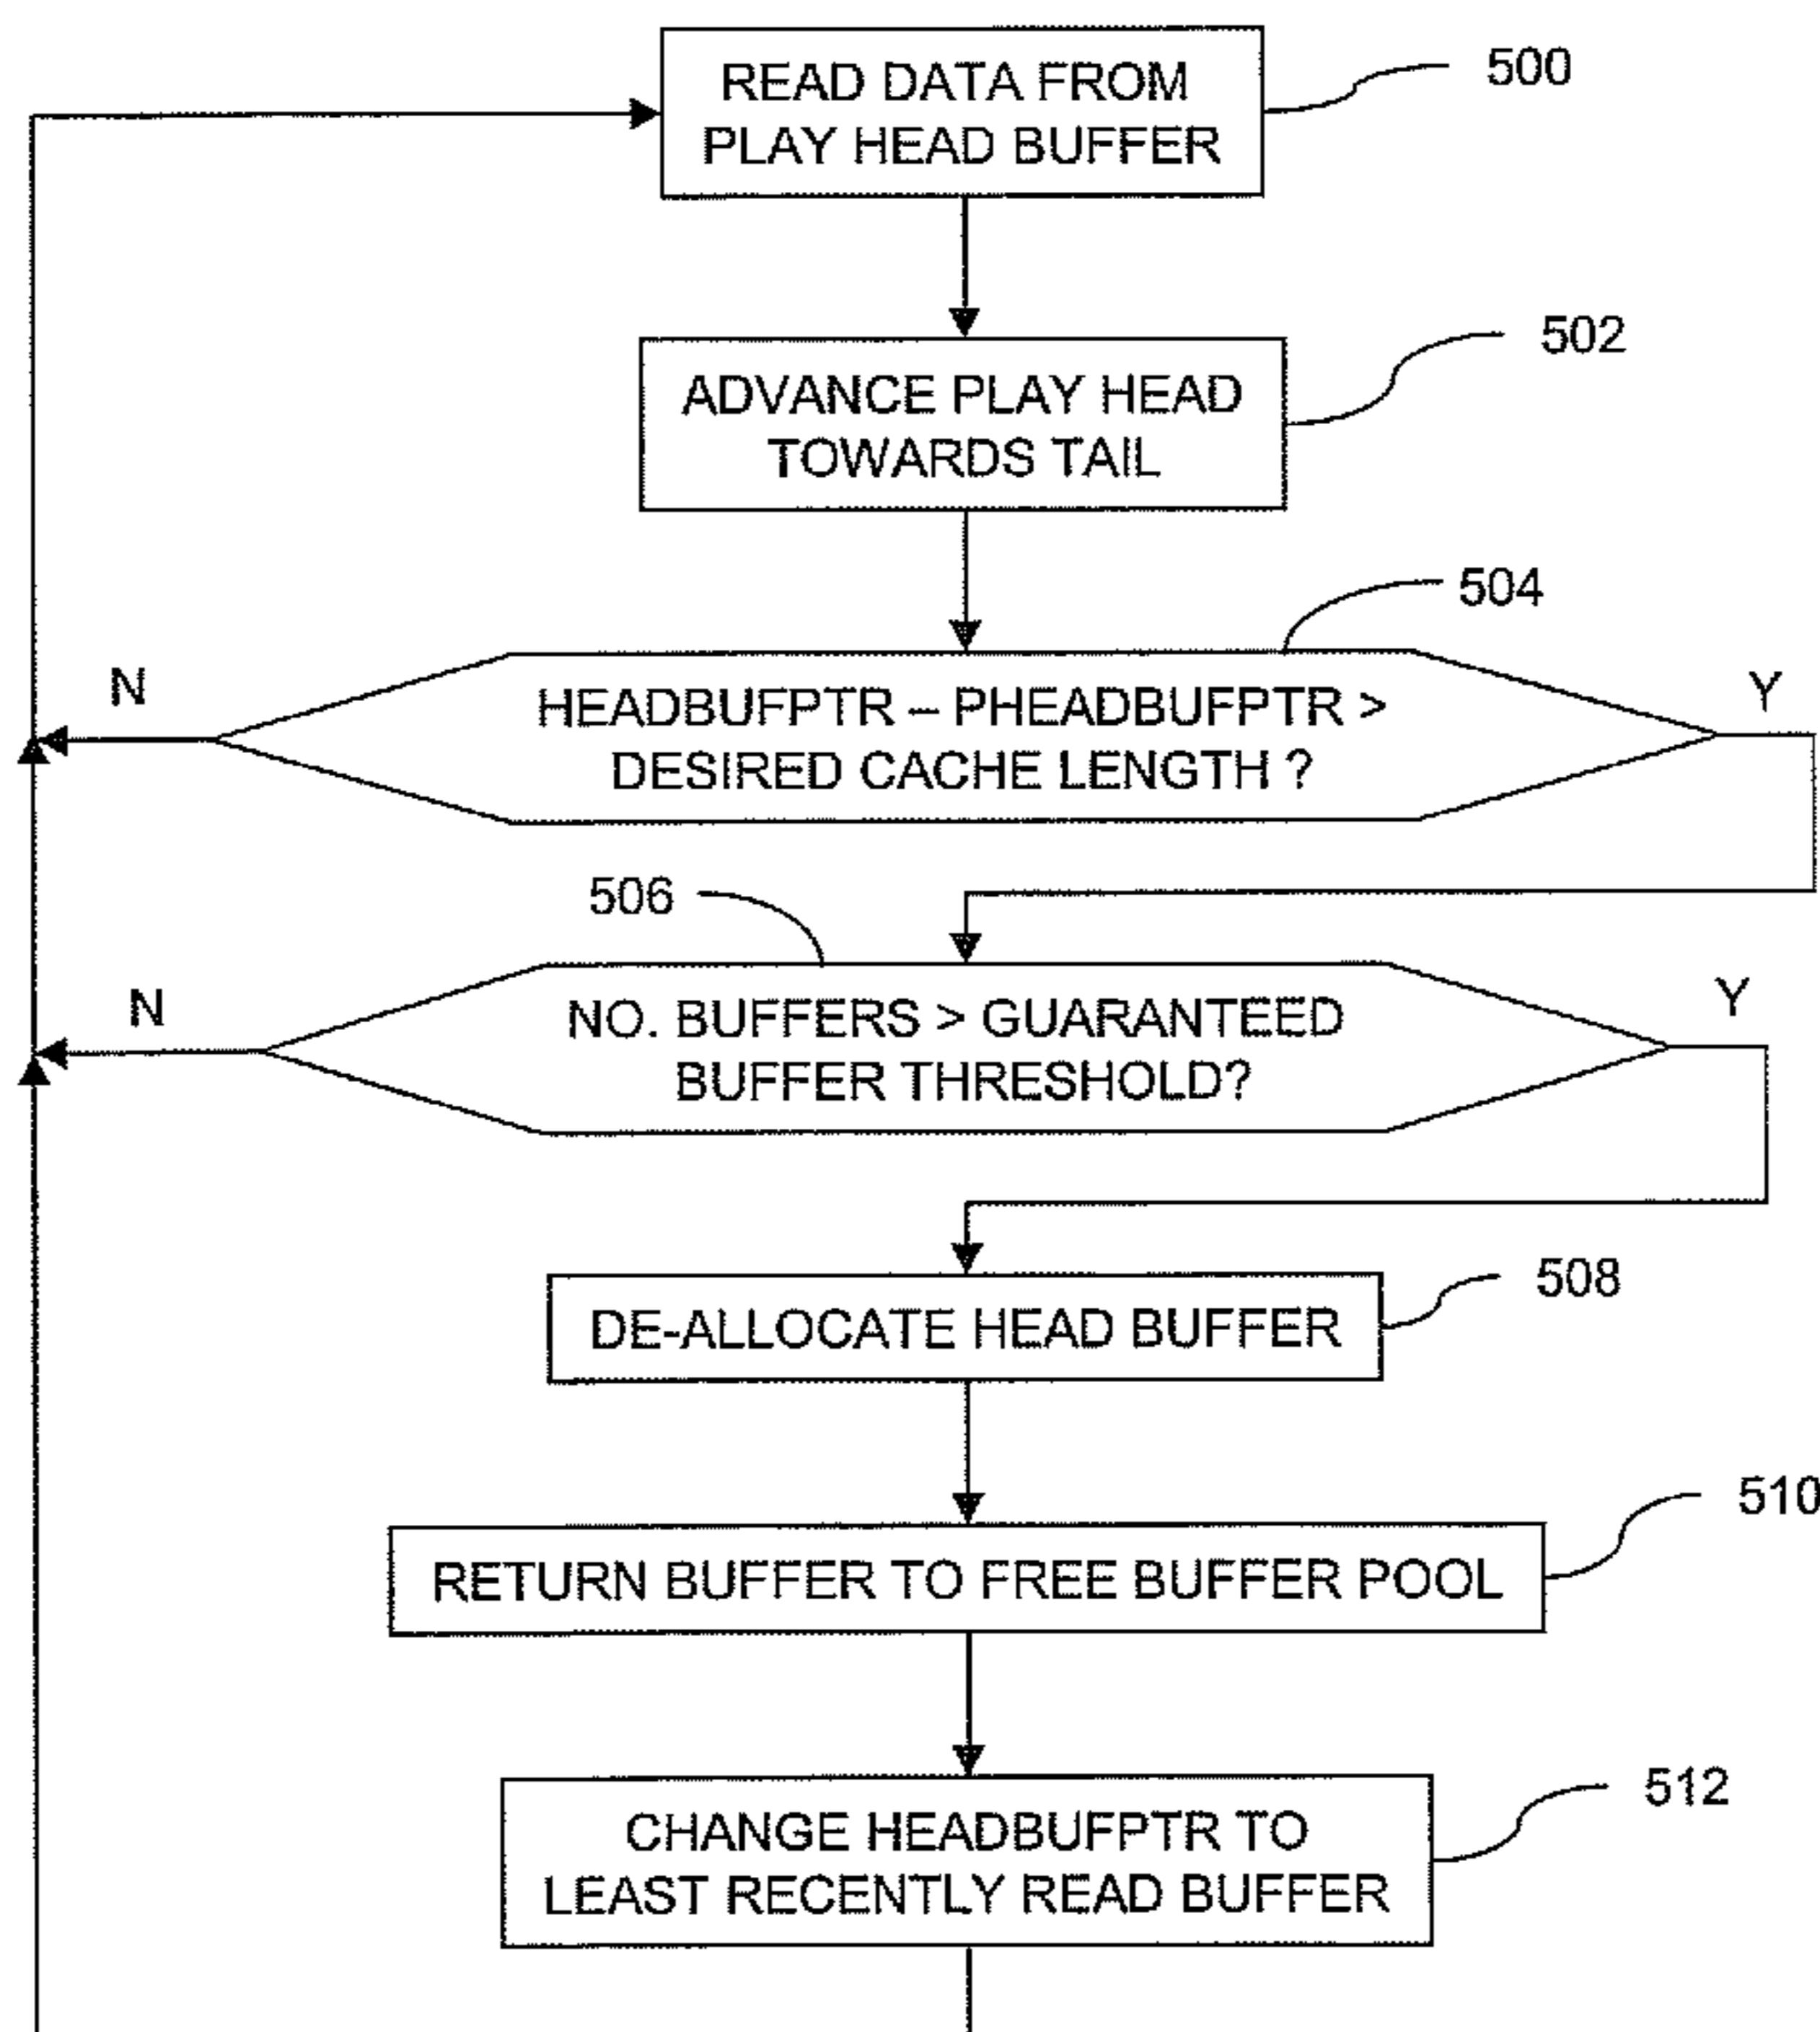 READ DATA FROM
PLAY HEAD BUFFER
500
ADVANCE PLAY HEAD
TOWARDS TAIL
502
504
N
HEADBUFPTR – PHEADBUFPTR >
DESIRED CACHE LENGTH ?
Y
506
N
NO. BUFFERS > GUARANTEED
BUFFER THRESHOLD?
Y
DE-ALLOCATE HEAD BUFFER
508
RETURN BUFFER TO FREE BUFFER POOL
510
CHANGE HEADBUFPTR TO
LEAST RECENTLY READ BUFFER
512